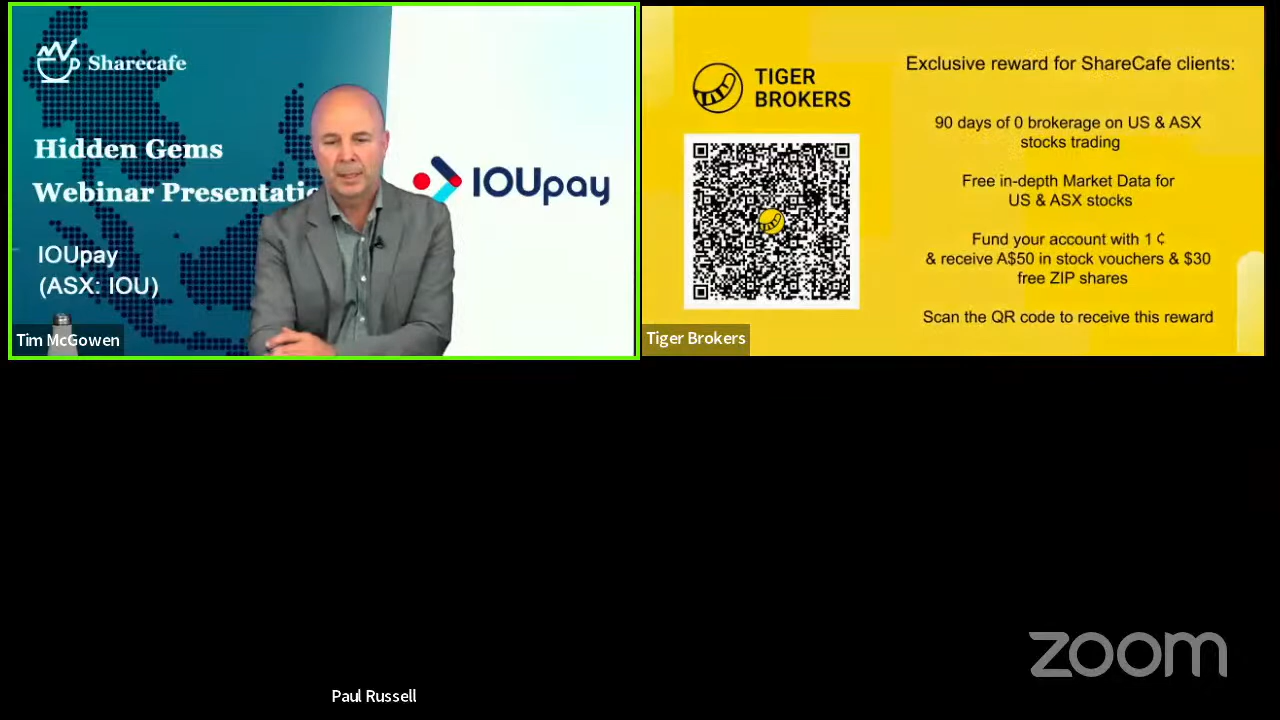 Sharecafe
Hidden Gems
Webinar Presentatio
IOUpay
(ASX: IOU)
Tim McGowen
IOUpay
TIGER
BROKERS
Exclusive reward for ShareCafe clients:
90 days of 0 brokerage on US & ASX
stocks trading
Free in-depth Market Data for
US & ASX stocks
Fund your account with 1 ¢
& receive A$50 in stock vouchers & $30
free ZIP shares
Scan the QR code to receive this reward
Tiger Brokers
zoom
Paul Russell